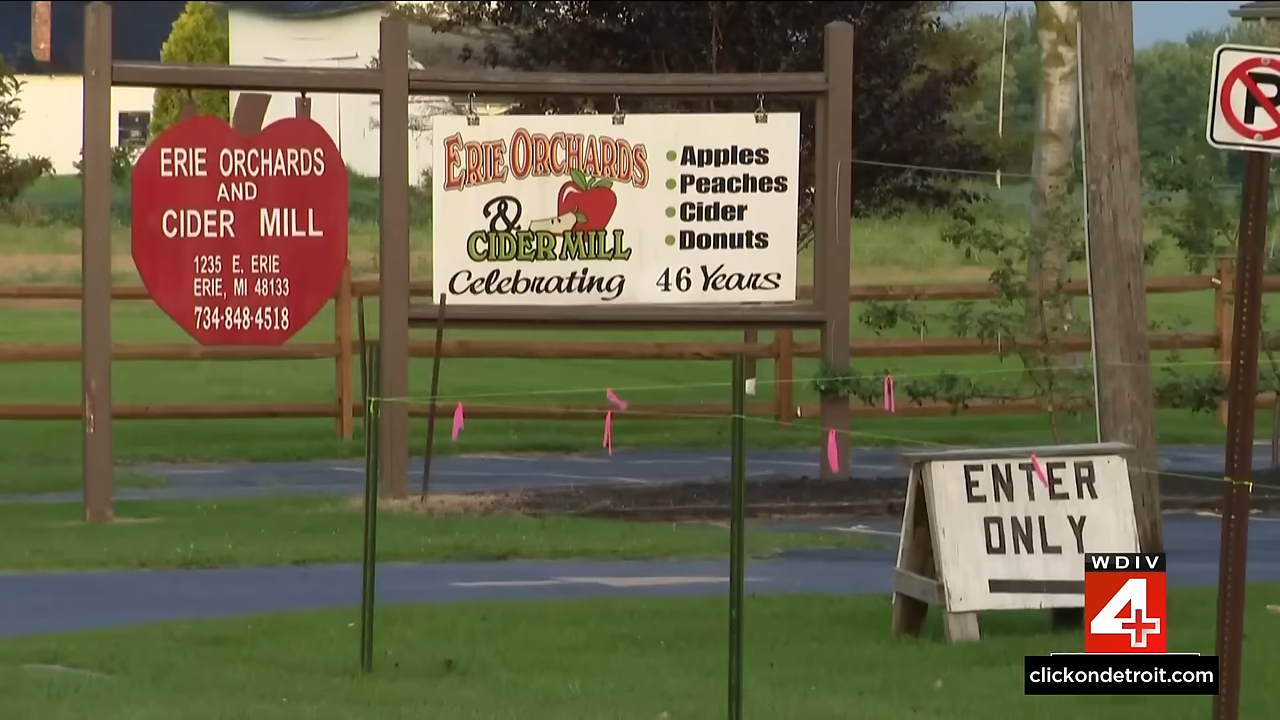 ERIE ORCHARDS
AND
CIDER MILL
1235 E. ERIE
ERIE, MI 48133
734-848-4518
ERIE ORCHARDS
&
CIDER MILL
Celebrating 46 Years
Apples
Peaches
Cider
Donuts
P
ENTER
ONLY
WDIV
4+
clickondetroit.com